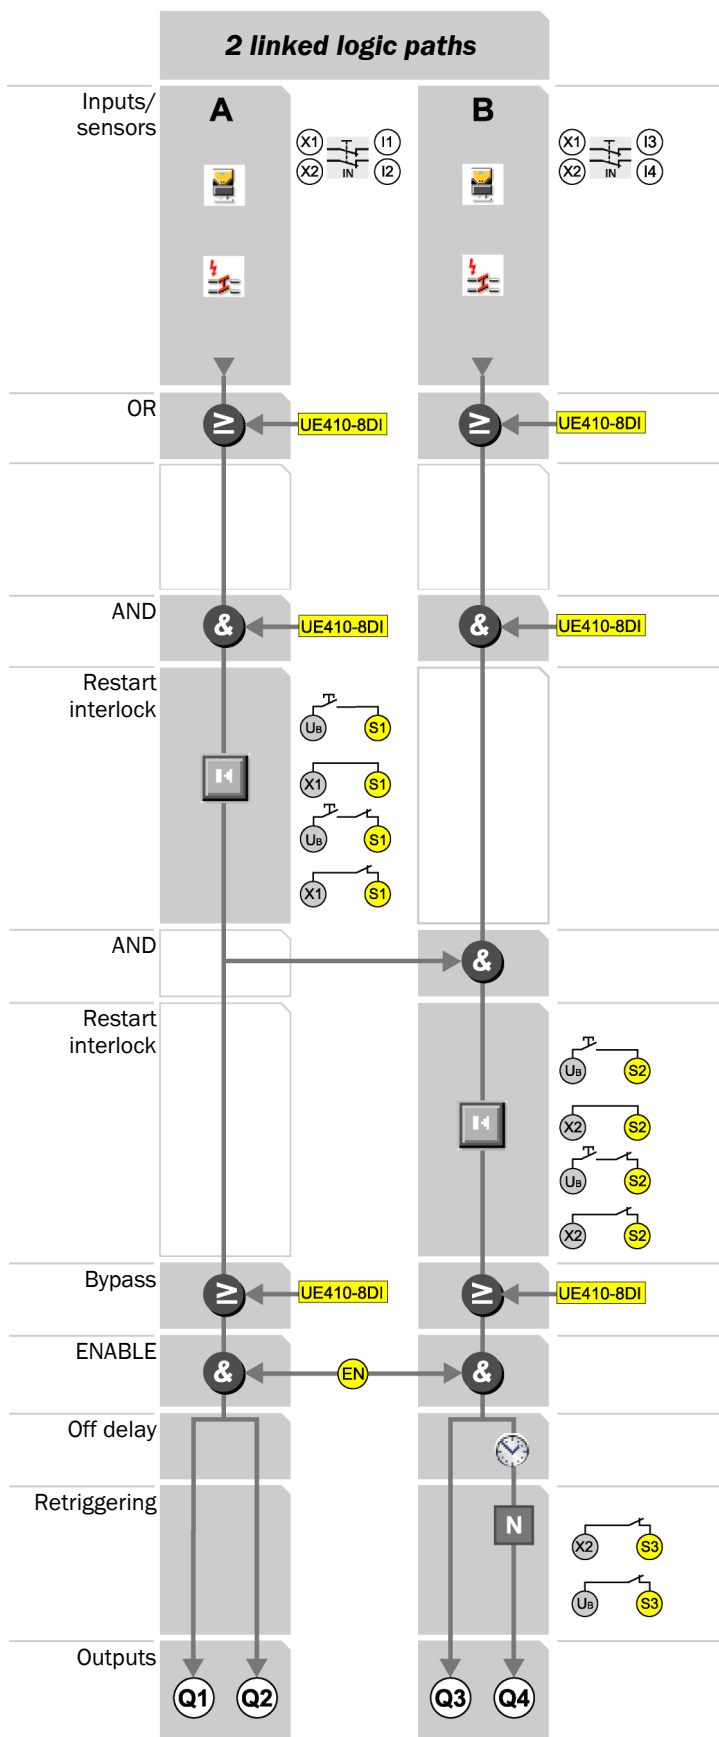 2 linked logic paths
Inputs/
sensors
A
B
X1
I1
X2
IN
I2
X1
I3
X2
IN
I4
OR
≥
UE410-8DI
≥
UE410-8DI
AND
&
UE410-8DI
&
UE410-8DI
Restart
interlock
UB
S1
X1
S1
UB
S1
X1
S1
AND
&
Restart
interlock
UB
S2
X2
S2
UB
S2
X2
S2
Bypass
≥
UE410-8DI
≥
UE410-8DI
ENABLE
&
EN
&
Off delay
Retriggering
N
X2
S3
UB
S3
Outputs
Q1
Q2
Q3
Q4